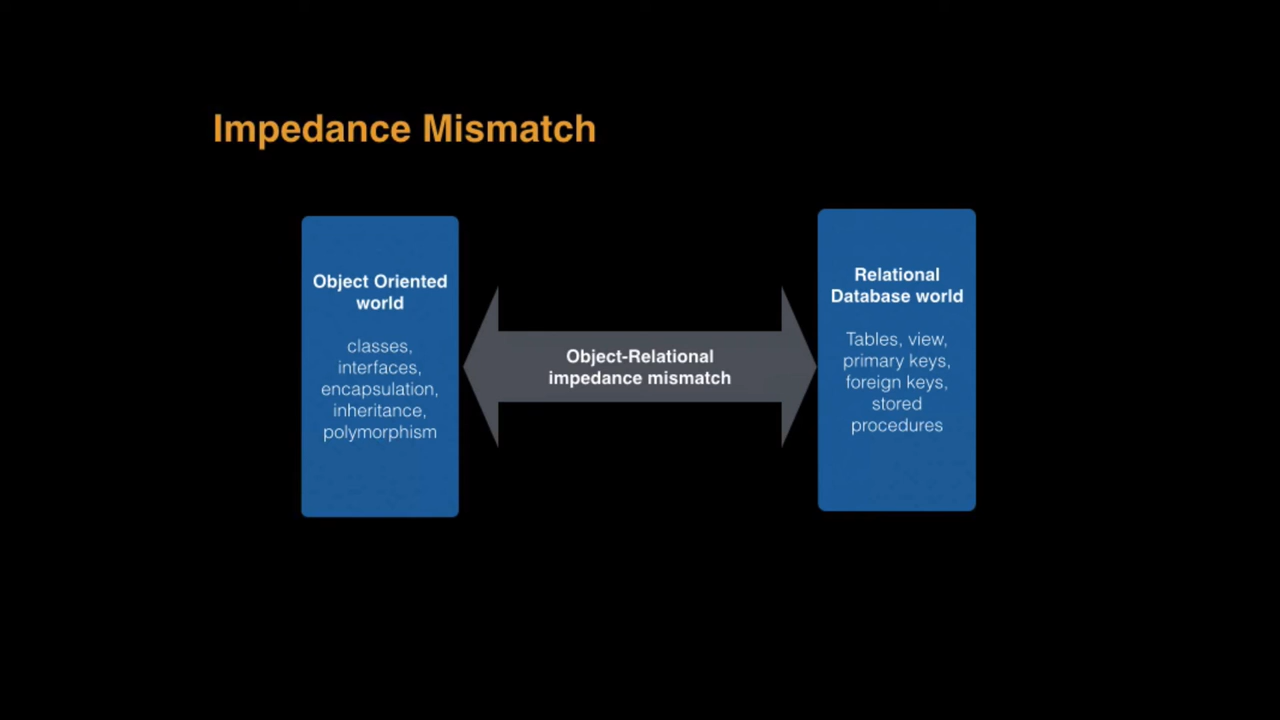 Impedance Mismatch
Object Oriented
world
classes,
interfaces,
encapsulation,
inheritance,
polymorphism
Object-Relational
impedance mismatch
Relational
Database world
Tables, view,
primary keys,
foreign keys,
stored
procedures